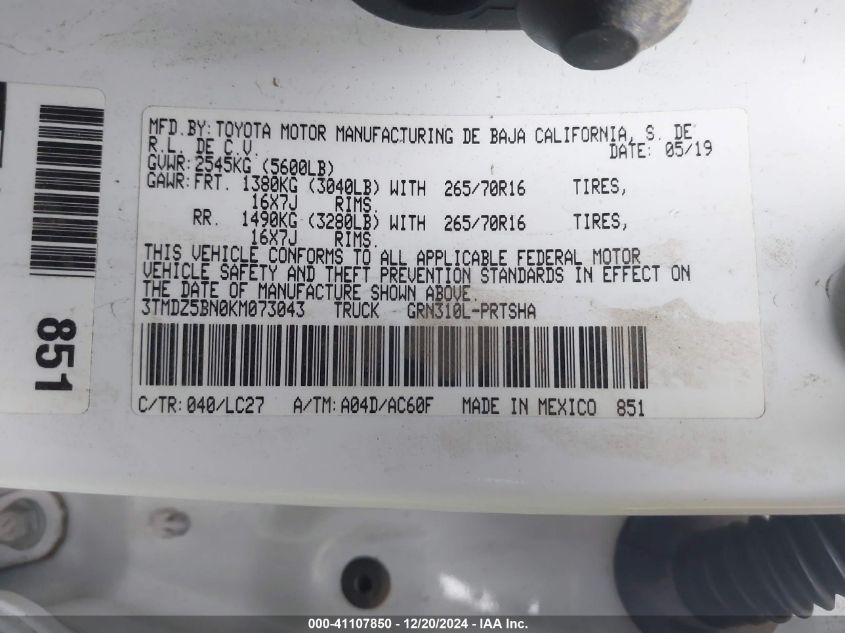 MFD.BY:TOYOTA MOTOR MANUFACTURING DE BAJA CALIFORNIA, S. DE
R.L. DE C.V. DATE: 05/19
GVWR:2545KG (5600LB)
GAWR:FRT. 1380KG (3040LB) WITH 265/70R16 TIRES,
16X7J RIMS.
RR. 1490KG (3280LB) WITH 265/70R16 TIRES,
16X7J RIMS.
THIS VEHICLE CONFORMS TO ALL APPLICABLE FEDERAL MOTOR
VEHICLE SAFETY AND THEFT PREVENTION STANDARDS IN EFFECT ON
THE DATE OF MANUFACTURE SHOWN ABOVE.
3TMDZ5BN0KM073043 TRUCK GRN310L-PRTSHA
C/TR:040/LC27 A/TM:A04D/AC60F MADE IN MEXICO 851
851
000-41107850 - 12/20/2024 - IAA Inc.